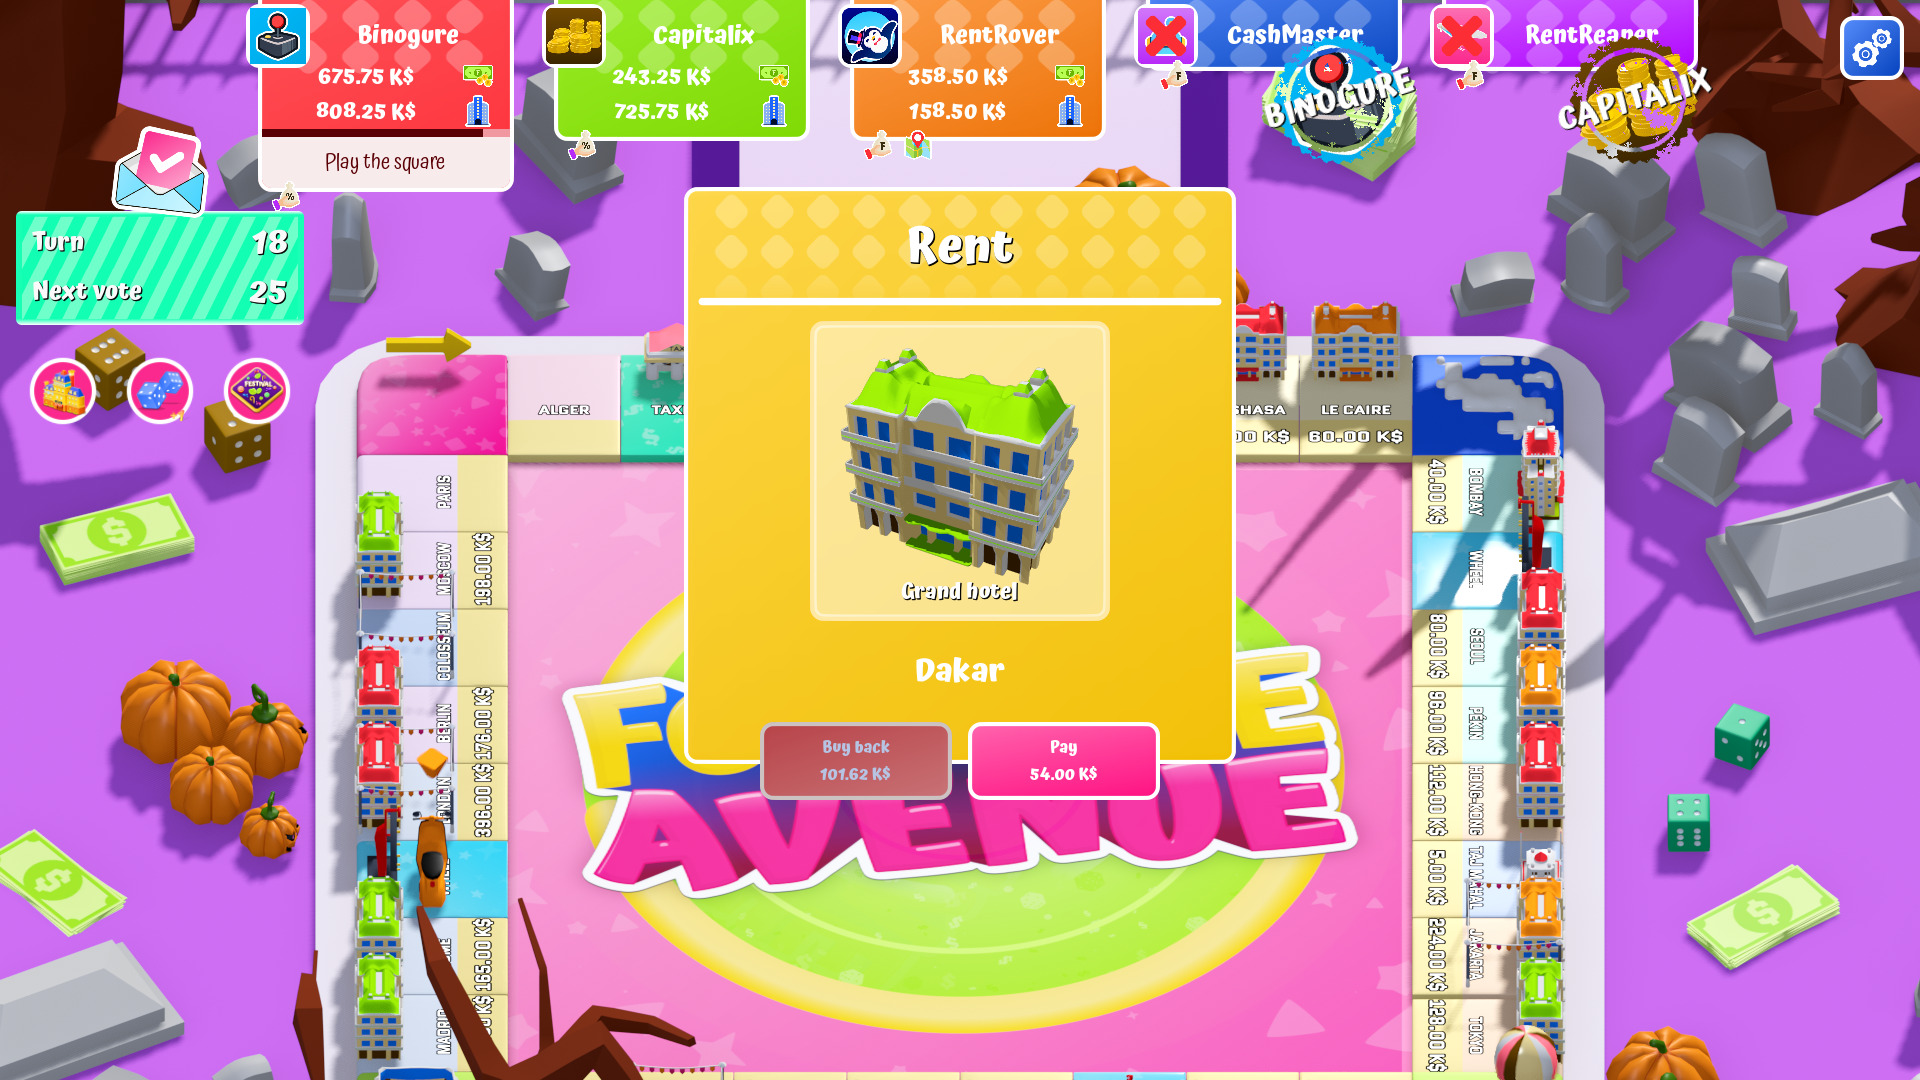 Binogure
675.75 K$
808.25 K$
Play the square
%
Capitalix
243.25 K$
725.75 K$
%
RentRover
358.50 K$
158.50 K$
F
CashMaster
F
BINOGURE
RentReaper
F
CAPITALIX
Turn 18
Next vote 25
FESTIVAL
Rent
Grand hotel
Dakar
Buy back
101.62 K$
Pay
54.00 K$
ALGER
LE CAIRE
60.00 K$
PARIS
MOSCOW
198.00 K$
COLOSSEUM
BERLIN
176.00 K$
396.00 K$
165.00 K$
MADRID
BOMBAY
40.00 K$
WHEEL
SEOUL
80.00 K$
PÉKIN
96.00 K$
HONG-KONG
112.00 K$
TAJ MAHAL
5.00 K$
JAKARTA
224.00 K$
TOKYO
128.00 K$
AVENUE